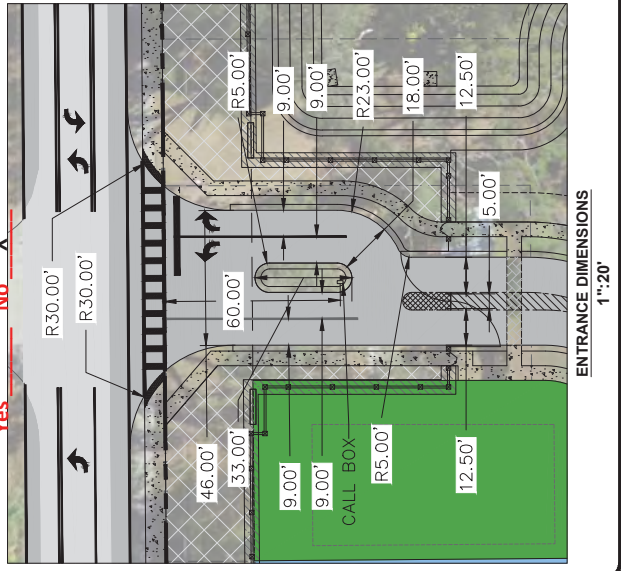 Yes
No
R30.00'
R30.00'
R5.00'
9.00'
9.00'
R23.00'
18.00'
12.50'
5.00'
60.00'
46.00'
33.00'
9.00'
9.00'
CALL BOX
R5.00'
12.50'
ENTRANCE DIMENSIONS
1":20'